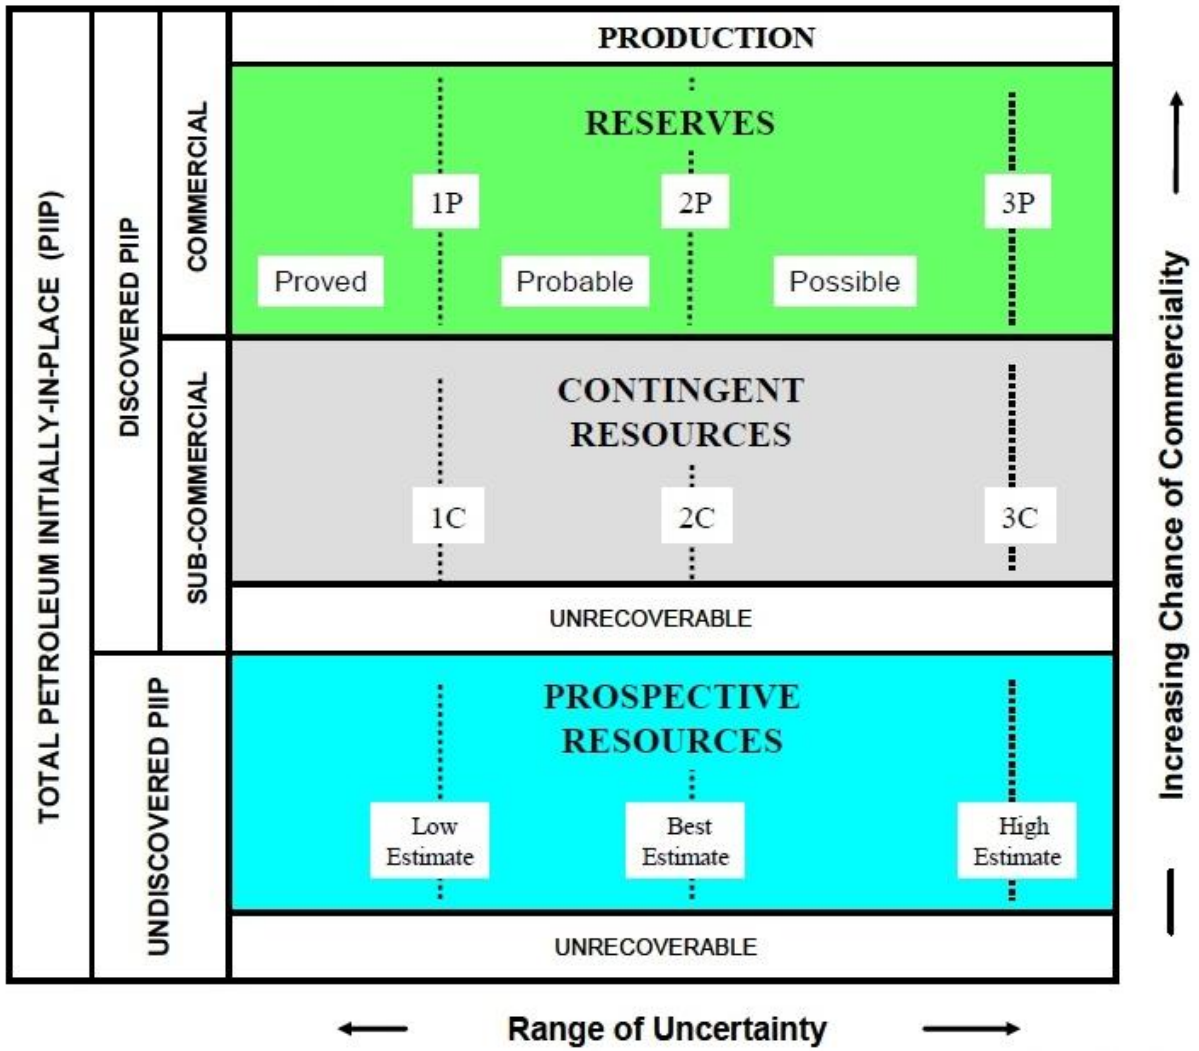 TOTAL PETROLEUM INITIALLY-IN-PLACE (PIIP)
DISCOVERED PIIP
UNDISCOVERED PIIP
COMMERCIAL
SUB-COMMERCIAL
PRODUCTION
RESERVES
1P
2P
3P
Proved
Probable
Possible
CONTINGENT
RESOURCES
1C
2C
3C
UNRECOVERABLE
PROSPECTIVE
RESOURCES
Low
Estimate
Best
Estimate
High
Estimate
UNRECOVERABLE
Increasing Chance of Commerciality
Range of Uncertainty